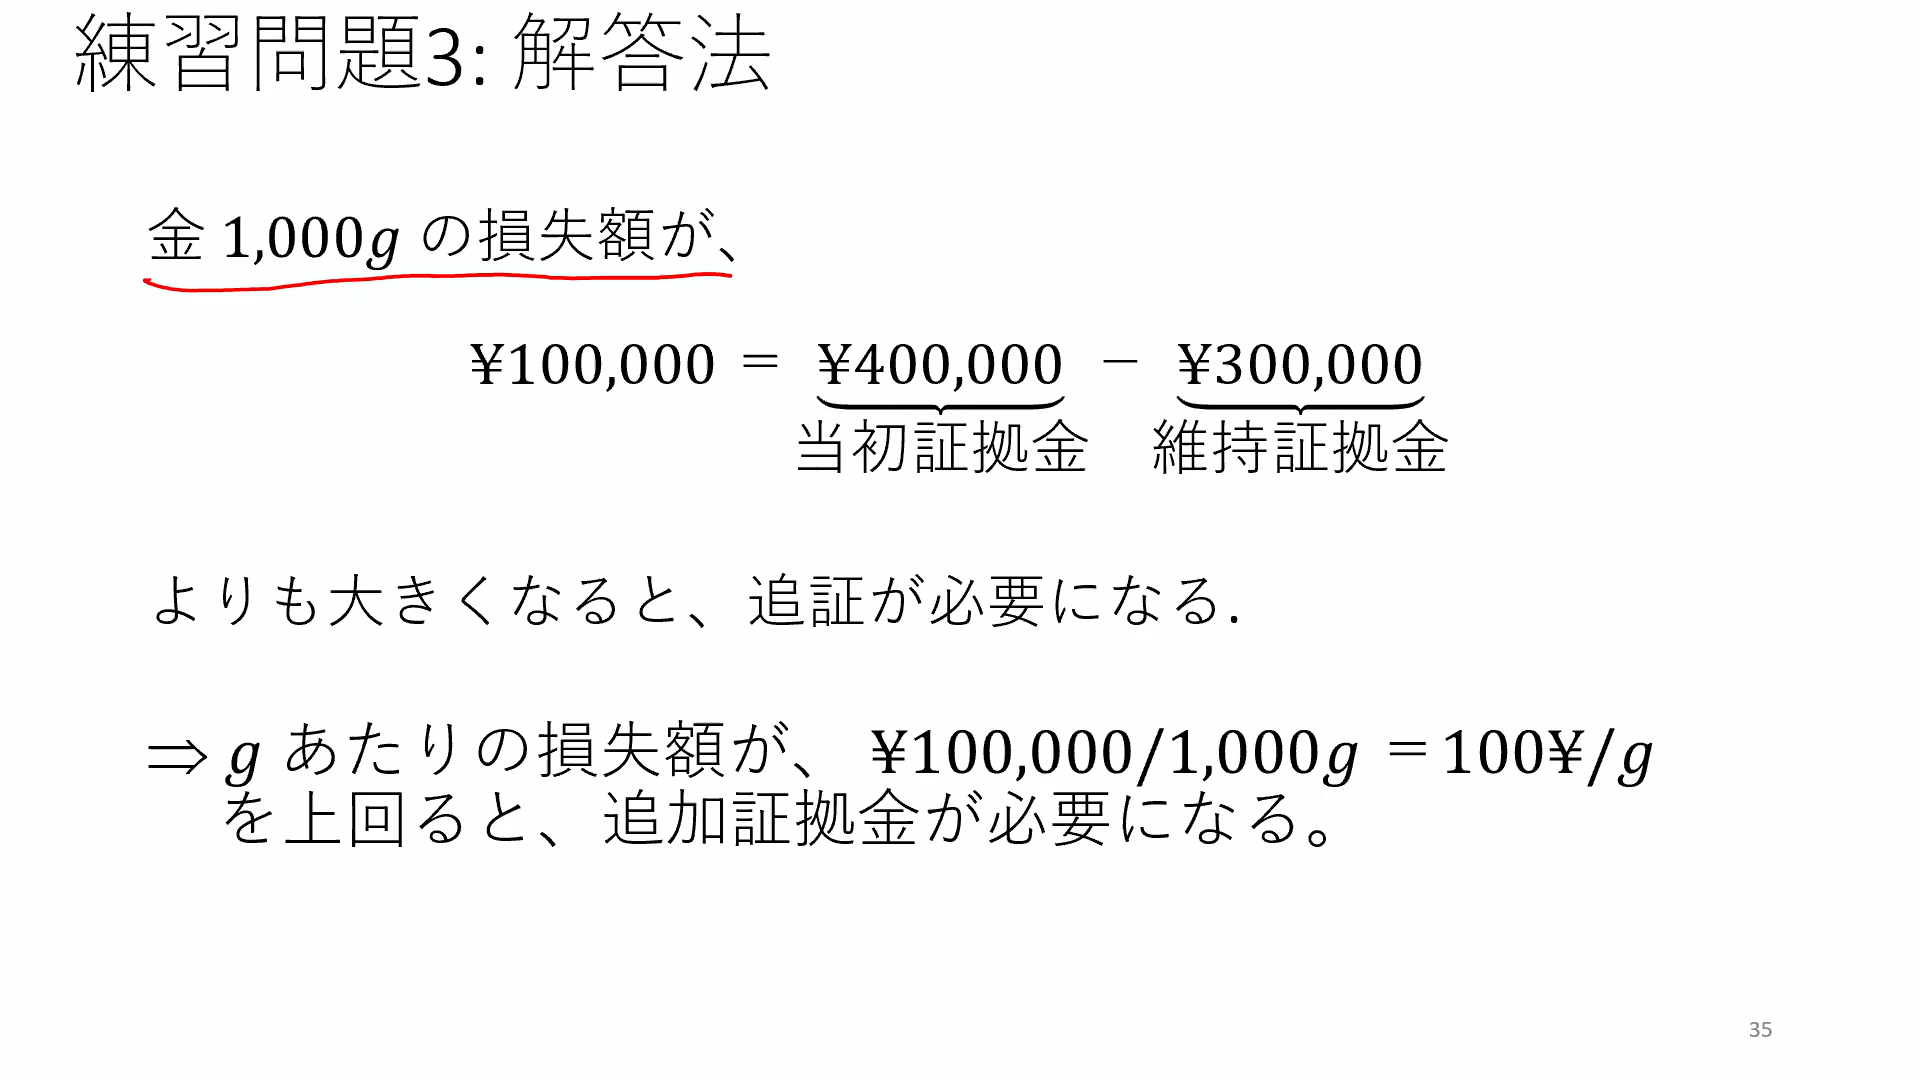 練習問題3: 解答法
金 1,000g の損失額が、
¥100,000 = ¥400,000 − ¥300,000
当初証拠金 維持証拠金
よりも大きくなると、追証が必要になる.
⇒ g あたりの損失額が、 ¥100,000/1,000g = 100¥/g
を上回ると、追加証拠金が必要になる。
35